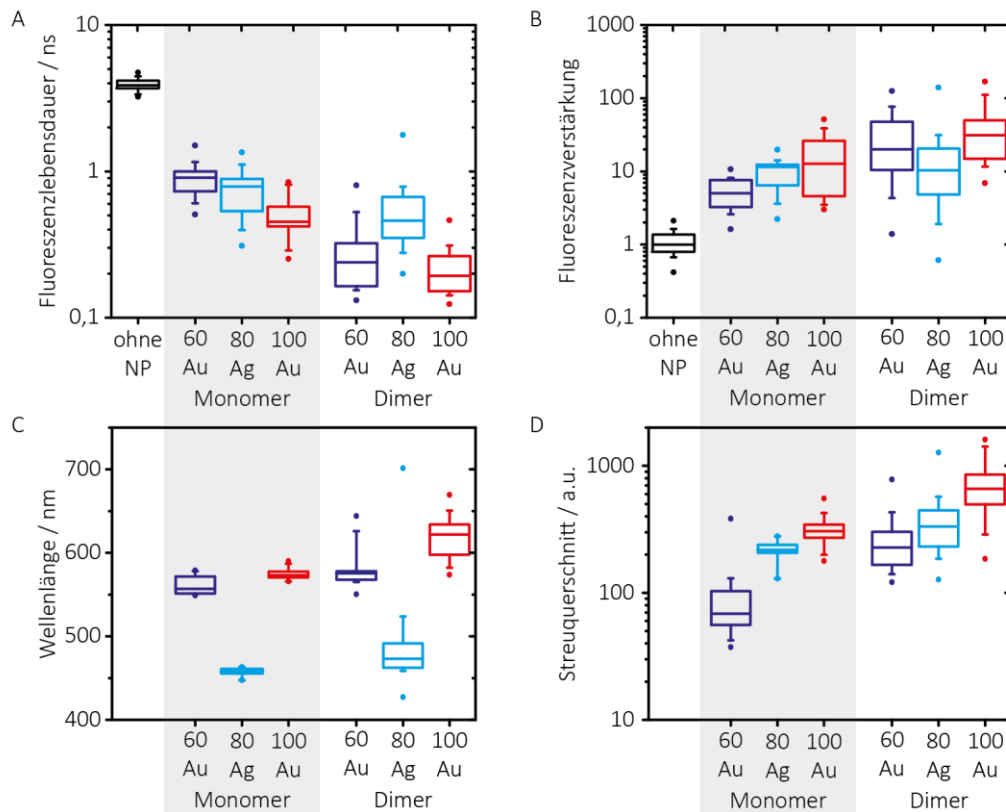 A
Fluoreszenzlebensdauer / ns
10
1
0,1
ohne NP
60 Au
80 Ag
100 Au
60 Au
80 Ag
100 Au
Monomer
Dimer
B
Fluoreszenzverstärkung
1000
100
10
1
0,1
ohne NP
60 Au
80 Ag
100 Au
60 Au
80 Ag
100 Au
Monomer
Dimer
C
Wellenlänge / nm
700
600
500
400
60 Au
80 Ag
100 Au
60 Au
80 Ag
100 Au
Monomer
Dimer
D
Streuquerschnitt / a.u.
1000
100
10
60 Au
80 Ag
100 Au
60 Au
80 Ag
100 Au
Monomer
Dimer